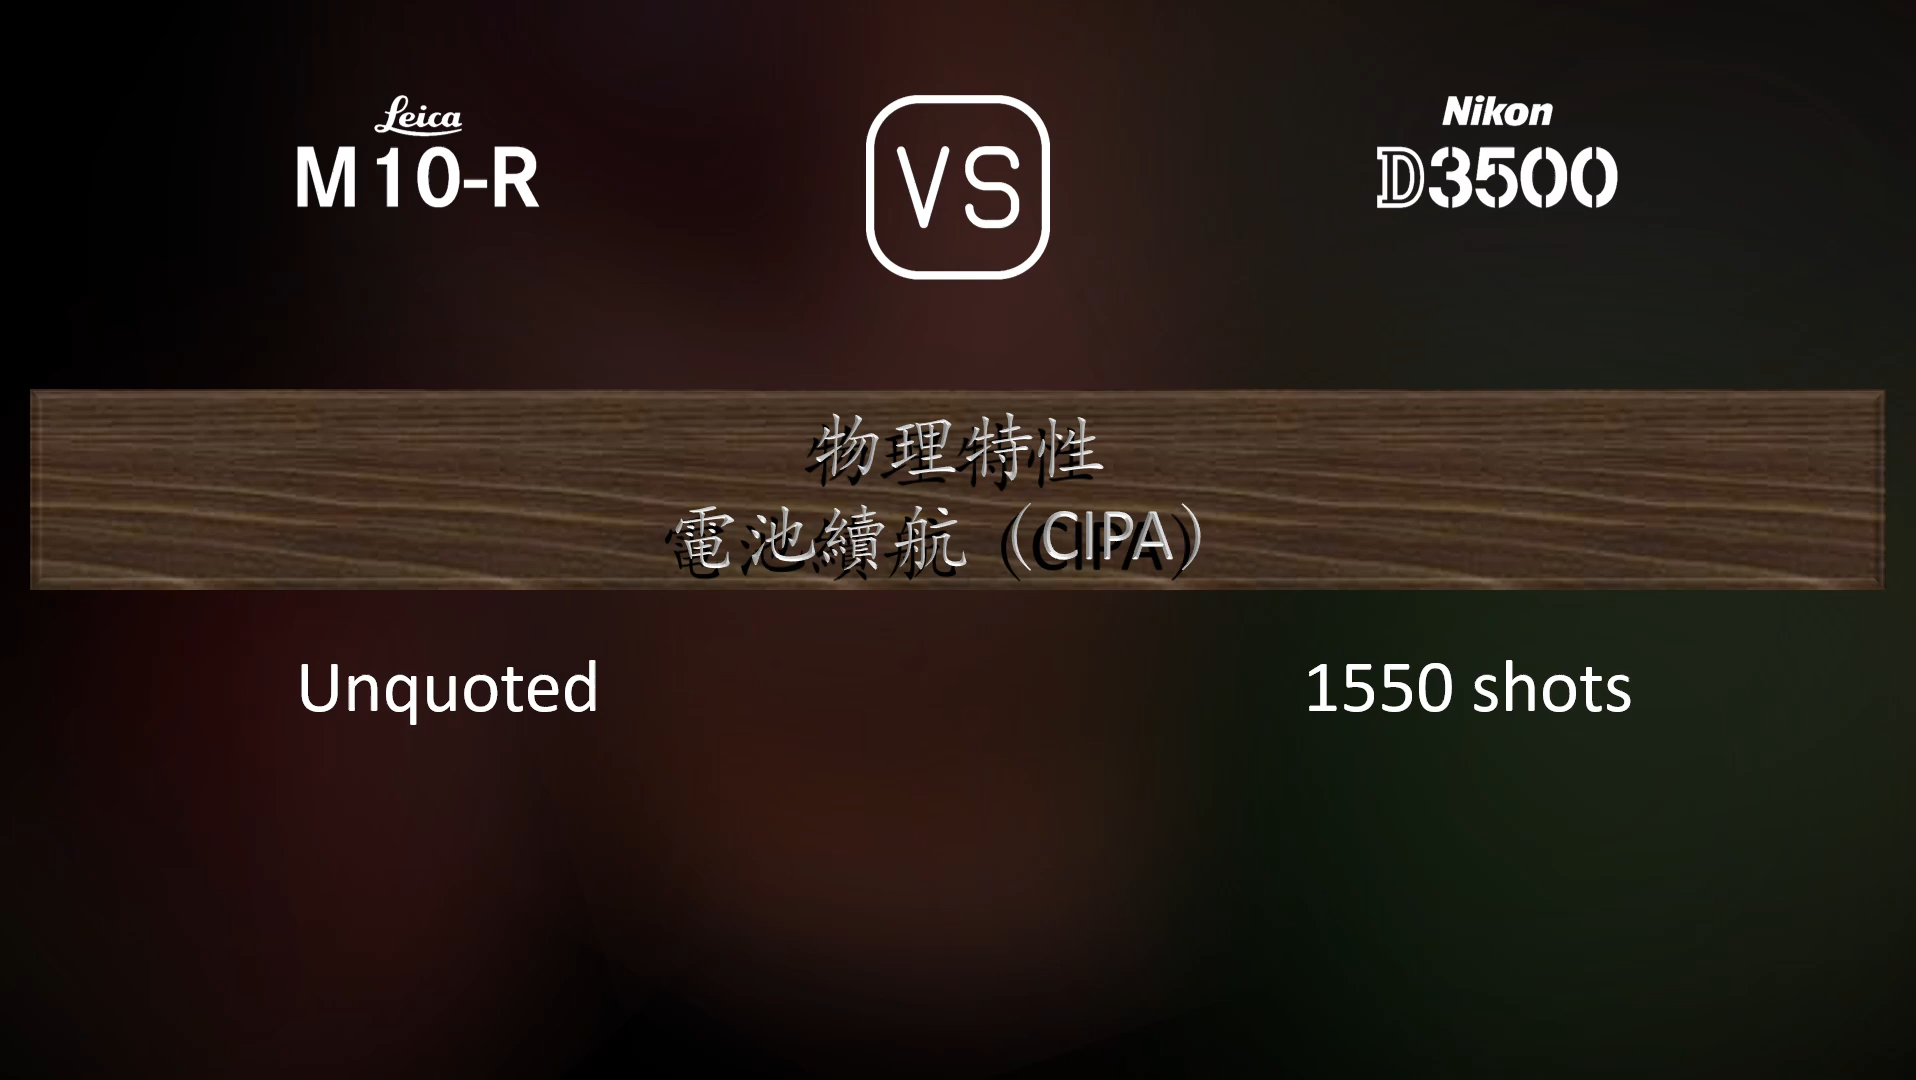 Leica
M10-R
VS
Nikon
D3500
物理特性
電池續航（CIPA）
Unquoted
1550 shots